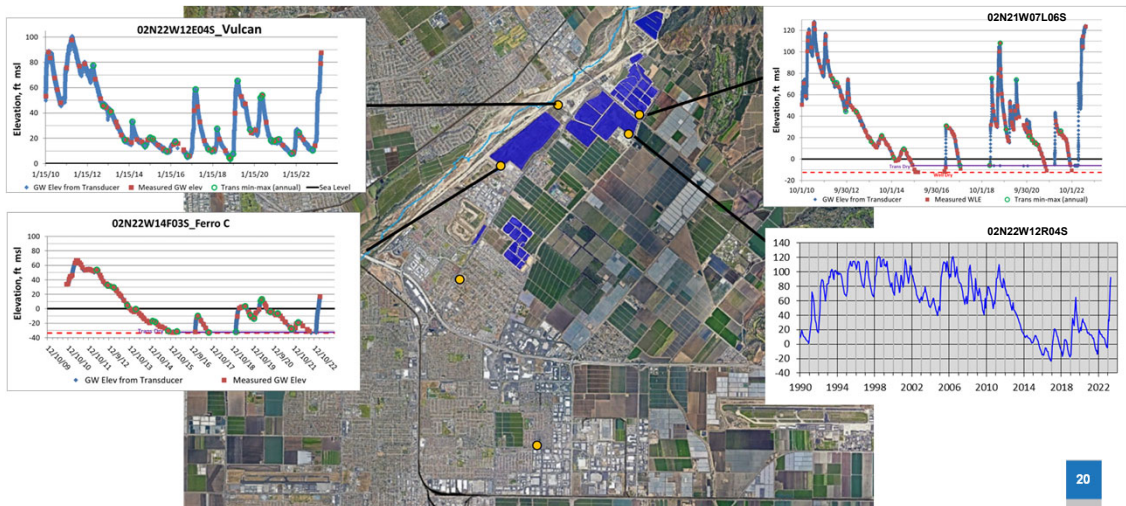 02N22W12E04S_Vulcan
Elevation, ft msl
100
80
60
40
20
0
1/15/10 1/15/12 1/15/14 1/15/16 1/15/18 1/15/20 1/15/22
GW Elev from Transducer Measured GW elev Trans min-max (annual) Sea Level
02N21W07L06S
Elevation, ft msl
120
100
80
60
40
20
0
-20
Trans Dry
Well Dry
10/1/10 9/30/12 10/1/14 9/30/16 10/1/18 9/30/20 10/1/22
GW Elev from Transducer Measured WLE Trans min-max (annual)
02N22W14F03S_Ferro C
Elevation, ft msl
100
80
60
40
20
0
-20
-40
12/10/09 12/10/10 12/9/11 12/9/12 12/10/13 12/10/14 12/10/15 12/9/16 12/10/17 12/10/18 12/10/19 12/9/20 12/10/21 12/10/22
GW Elev from Transducer Measured GW Elev
02N22W12R04S
140
120
100
80
60
40
20
0
-20
-40
1990 1994 1998 2002 2006 2010 2014 2018 2022
20